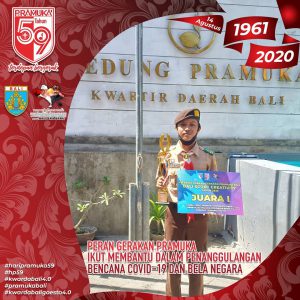 PRAMUKA
59
Tahun
14
Agustus
1961
2020
GEDUNG PRAMUKA
KWARTIR DAERAH BALI
BALI
JUARA 1
PERAN GERAKAN PRAMUKA
IKUT MEMBANTU DALAM PENANGGULANGAN
BENCANA COVID-19 DAN BELA NEGARA
#haripramuka59
#hp59
#kwardabali4.0
#pramukabali
#kwardabaligoesto4.0